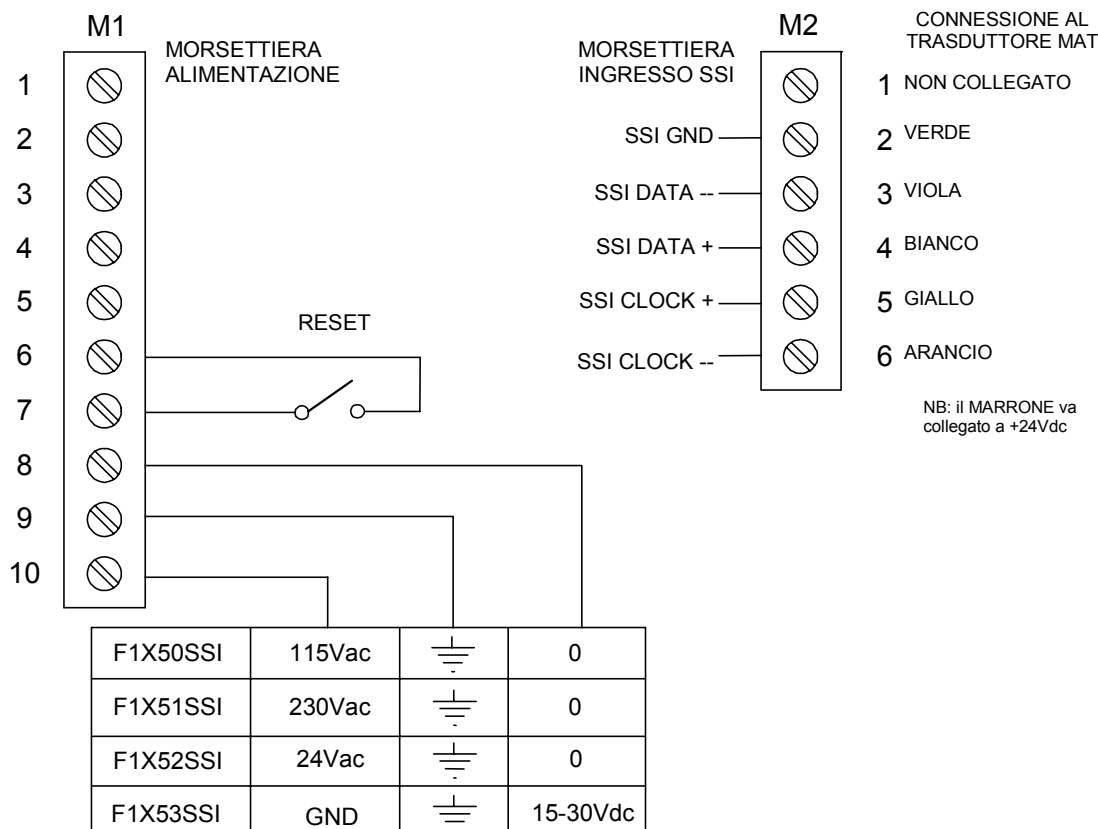 M1
MORSETTIERA
ALIMENTAZIONE
1
2
3
4
5
6
7
8
9
10
RESET
M2
MORSETTIERA
INGRESSO SSI
CONNESSIONE AL
TRASDUTTORE MAT
1 NON COLLEGATO
SSI GND 2 VERDE
SSI DATA -- 3 VIOLA
SSI DATA + 4 BIANCO
SSI CLOCK + 5 GIALLO
SSI CLOCK -- 6 ARANCIO
NB: il MARRONE va
collegato a +24Vdc
F1X50SSI 115Vac 0
F1X51SSI 230Vac 0
F1X52SSI 24Vac 0
F1X53SSI GND 15-30Vdc